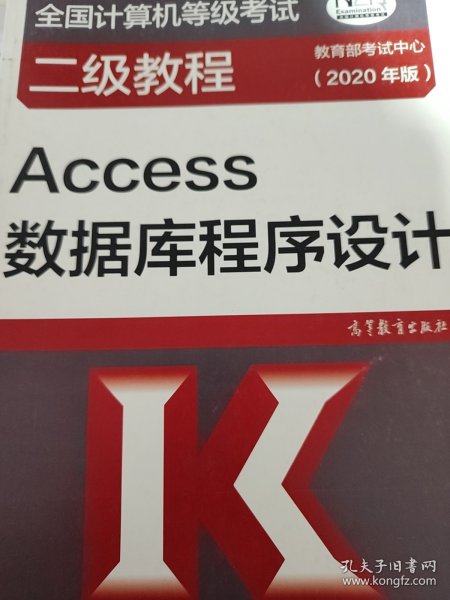 全国计算机等级考试
Examination
二级教程
教育部考试中心
(2020年版)
Access
数据库程序设计
高等教育出版社
K
孔夫子旧书网
www.kongfz.com